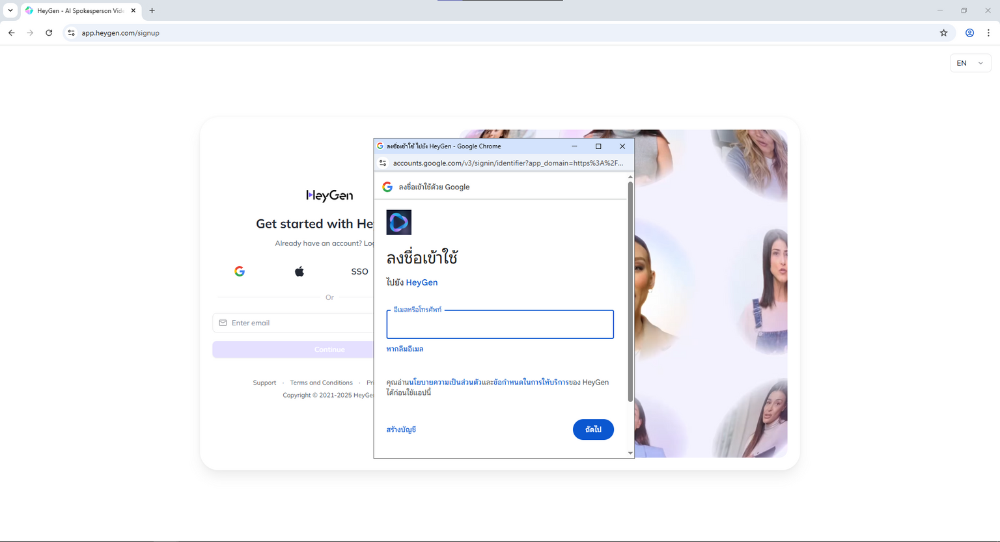 HeyGen - AI Spokesperson Vide
app.heygen.com/signup
EN
HeyGen
Get started with He
Already have an account? Log
SSO
Or
Enter email
Continue
Support · Terms and Conditions · Pri
Copyright © 2021-2025 HeyGen
ลงชื่อเข้าใช้ ไปยัง HeyGen - Google Chrome
accounts.google.com/v3/signin/identifier?app_domain=https%3A%2F...
ลงชื่อเข้าใช้ด้วย Google
ลงชื่อเข้าใช้
ไปยัง HeyGen
อีเมลหรือโทรศัพท์
หากลืมอีเมล
คุณอ่านนโยบายความเป็นส่วนตัวและข้อกำหนดในการให้บริการของ HeyGen
ได้ก่อนใช้แอปนี้
สร้างบัญชี
ถัดไป